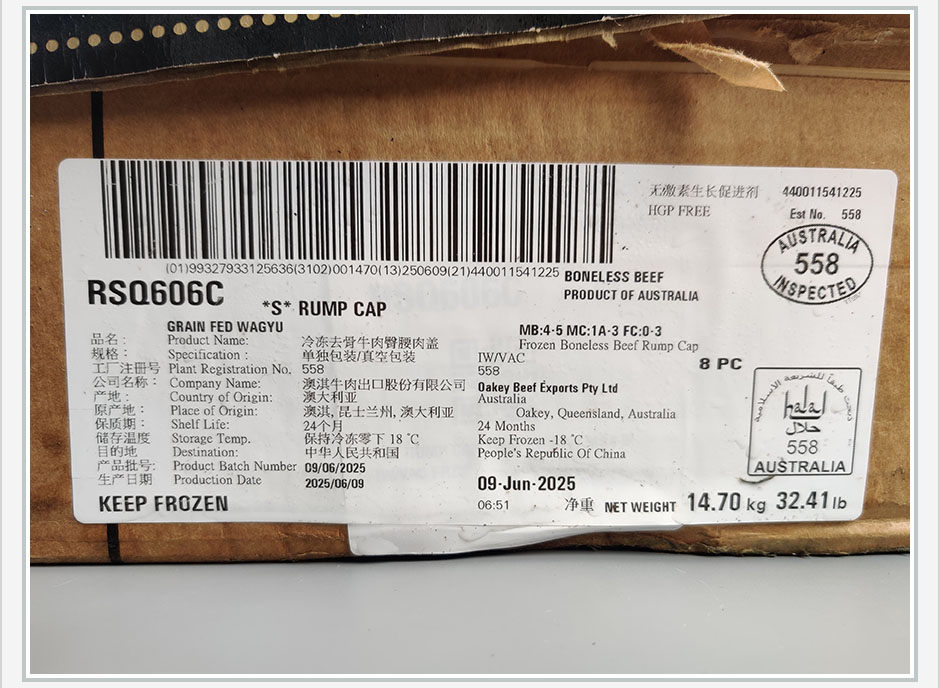 无激素生长促进剂 440011541225
HGP FREE
Est No. 558
AUSTRALIA
558
INSPECTED
(01)99327933125636(3102)001470(13)250609(21)440011541225
BONELESS BEEF
PRODUCT OF AUSTRALIA
RSQ606C
*S* RUMP CAP
GRAIN FED WAGYU
MB:4-5 MC:1A-3 FC:0-3
品名: Product Name: 冷冻去骨牛肉臀腰肉盖 Frozen Boneless Beef Rump Cap
规格: Specification : 单独包装/真空包装 IW/VAC
8 PC
工厂注册号 Plant Registration No. 558 558
公司名称: Company Name: 澳淇牛肉出口股份有限公司 Oakey Beef Exports Pty Ltd
产地: Country of Origin: 澳大利亚 Australia
原产地: Place of Origin: 澳淇,昆士兰州,澳大利亚 Oakey, Queensland, Australia
保质期: Shelf Life: 24个月 24 Months
储存温度 Storage Temp. 保持冷冻零下 18 ℃ Keep Frozen -18 ℃
目的地 Destination: 中华人民共和国 People's Republic Of China
产品批号: Product Batch Number 09/06/2025
生产日期 Production Date 2025/06/09
09-Jun-2025
halal
حلال
558
AUSTRALIA
KEEP FROZEN
06:51 净重 NET WEIGHT 14.70 kg 32.41 lb